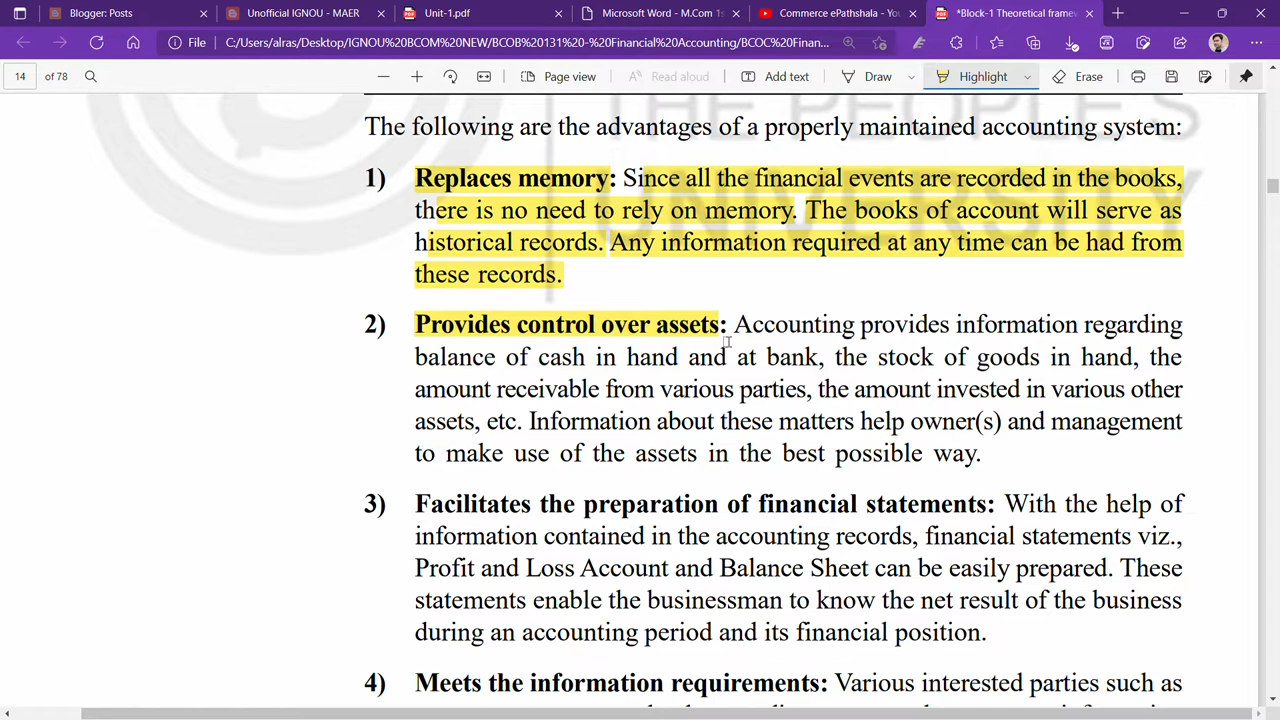 Blogger: Posts
Unofficial IGNOU - MAER
Unit-1.pdf
Microsoft Word - M.Com 1s
Commerce ePathshala - You
*Block-1 Theoretical framew
File
C:/Users/alras/Desktop/IGNOU%20BCOM%20NEW/BCOB%20131%20-%20Financial%20Accounting/BCOC%20Finan...
14 of 78
Page view
Read aloud
Add text
Draw
Highlight
Erase
THE PEOPLE'S
UNIVERSITY
The following are the advantages of a properly maintained accounting system:
1) Replaces memory: Since all the financial events are recorded in the books,
there is no need to rely on memory. The books of account will serve as
historical records. Any information required at any time can be had from
these records.
2) Provides control over assets: Accounting provides information regarding
balance of cash in hand and at bank, the stock of goods in hand, the
amount receivable from various parties, the amount invested in various other
assets, etc. Information about these matters help owner(s) and management
to make use of the assets in the best possible way.
3) Facilitates the preparation of financial statements: With the help of
information contained in the accounting records, financial statements viz.,
Profit and Loss Account and Balance Sheet can be easily prepared. These
statements enable the businessman to know the net result of the business
during an accounting period and its financial position.
4) Meets the information requirements: Various interested parties such as